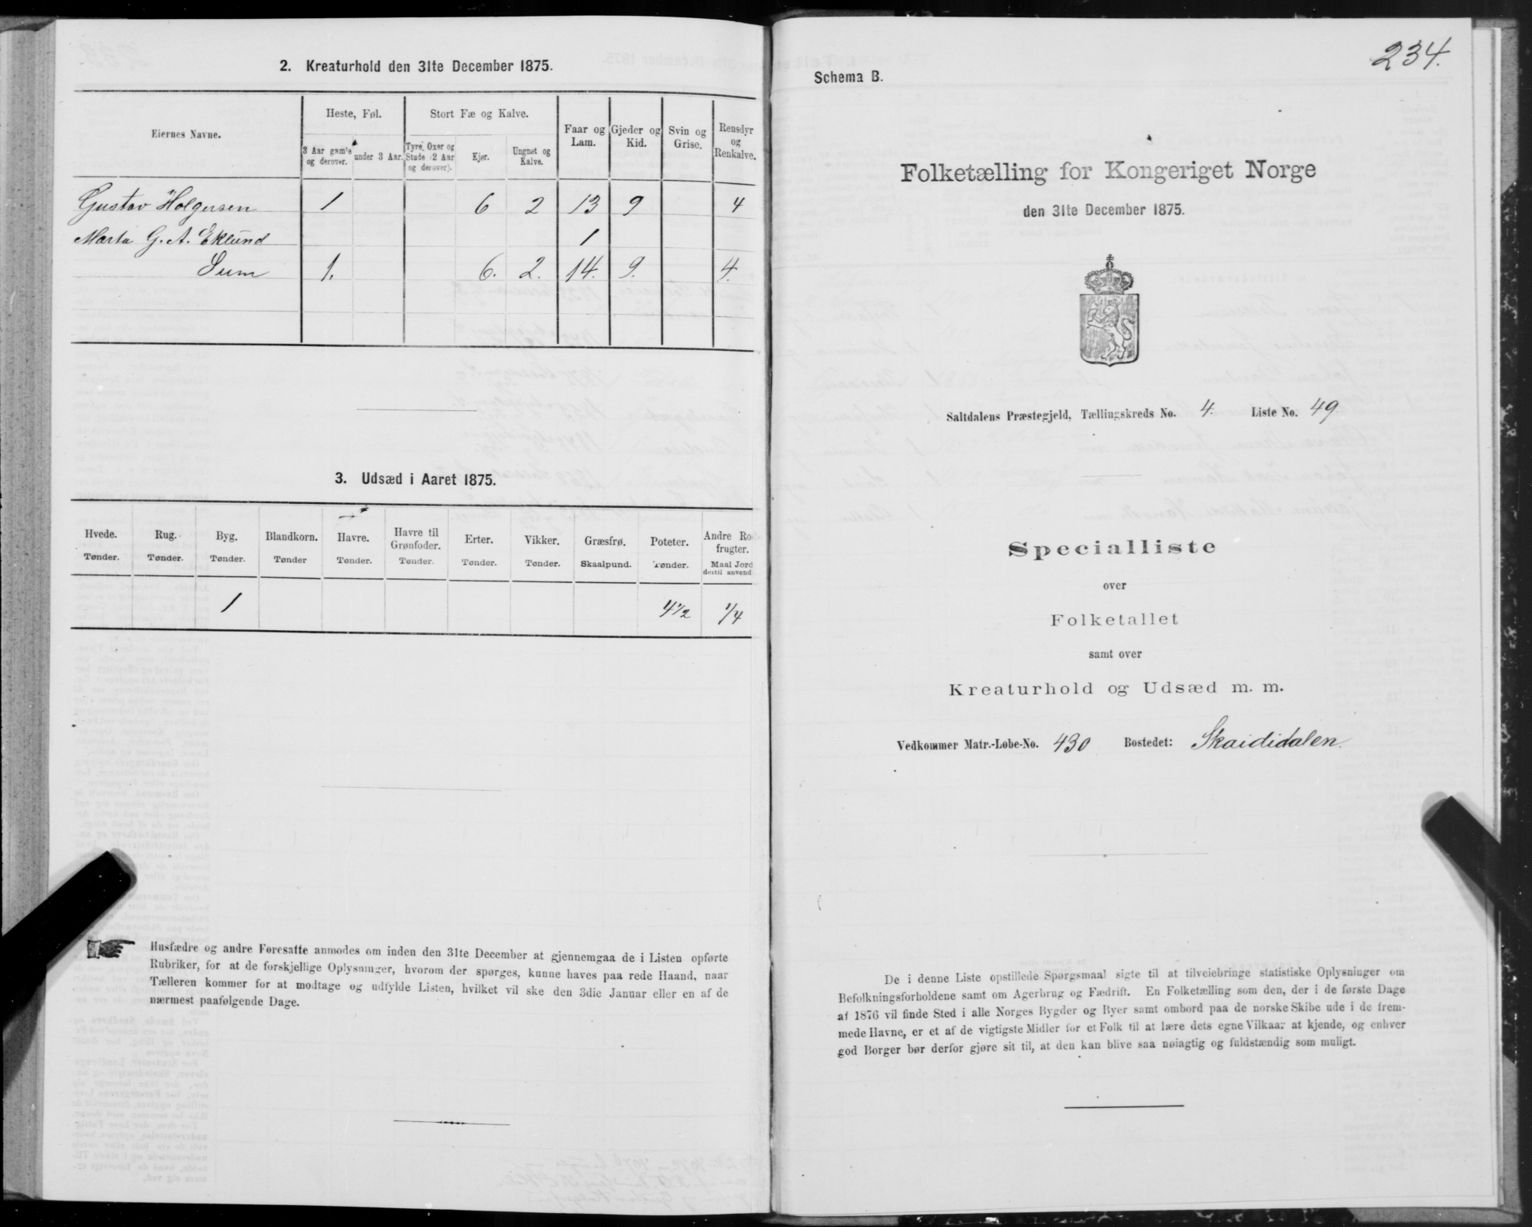 2. Kreaturhold den 31te December 1875.
Eiernes Navne.
Heste, Føl.
Stort Fæ og Kalve.
Faar og Lam.
Gjeder og Kid.
Svin og Grise.
Rensdyr og Renkalve.
3 Aar gamle og derover.
under 3 Aar.
Tyre, Oxer og Stude (2 Aar og derover).
Kjør.
Ungnøt og Kalve.
Gustav Holgersen 1 6 2 13 9 4
Marta G. A. Eklund 1
Sum 1. 6. 2. 14. 9. 4.
3. Udsæd i Aaret 1875.
Hvede. Rug. Byg. Blandkorn. Havre. Havre til Grønfoder. Erter. Vikker. Græsfrø. Poteter. Andre Rodfrugter.
Tønder. Tønder. Tønder. Tønder Tønder. Tønder. Tønder. Tønder. Skaalpund. Tønder. Maal Jord dertil anvendt
1 4 1/2 1/4
Husfædre og andre Foresatte anmodes om inden den 31te December at gjennemgaa de i Listen opførte
Rubriker, for at de forskjellige Oplysninger, hvorom der spørges, kunne haves paa rede Haand, naar
Tælleren kommer for at modtage og udfylde Listen, hvilket vil ske den 3die Januar eller en af de
nærmest paafølgende Dage.
234.
Schema B.
Folketælling for Kongeriget Norge
den 31te December 1875.
Saltdalens Præstegjeld, Tællingskreds No. 4. Liste No. 49
Specialliste
over
Folketallet
samt over
Kreaturhold og Udsæd m. m.
Vedkommer Matr.-Løbe-No. 430 Bostedet: Skaididalen.
De i denne Liste opstillede Spørgsmaal sigte til at tilveiebringe statistiske Oplysninger om
Befolkningsforholdene samt om Agerbrug og Fædrift. En Folketælling som den, der i de første Dage
af 1876 vil finde Sted i alle Norges Bygder og Byer samt ombord paa de norske Skibe ude i de frem-
mede Havne, er et af de vigtigste Midler for et Folk til at lære dets egne Vilkaar at kjende, og enhver
god Borger bør derfor gjøre sit til, at den kan blive saa nøiagtig og fuldstændig som muligt.